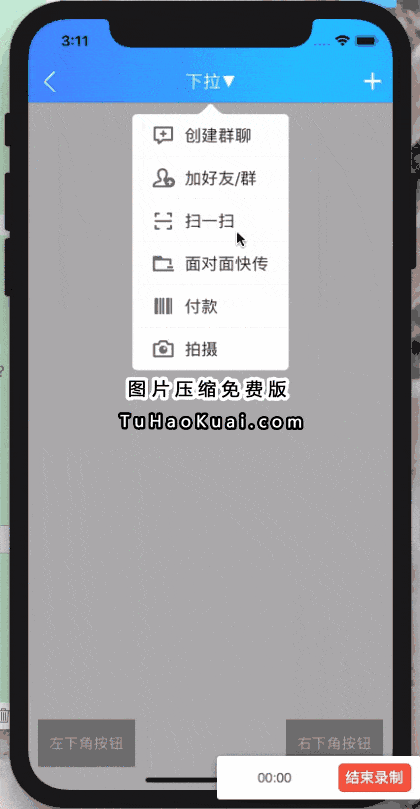 3:11
下拉▼
创建群聊
加好友/群
扫一扫
面对面快传
付款
拍摄
图片压缩免费版
TuHaoKuai.com
左下角按钮
右下角按钮
00:00
结束录制
?